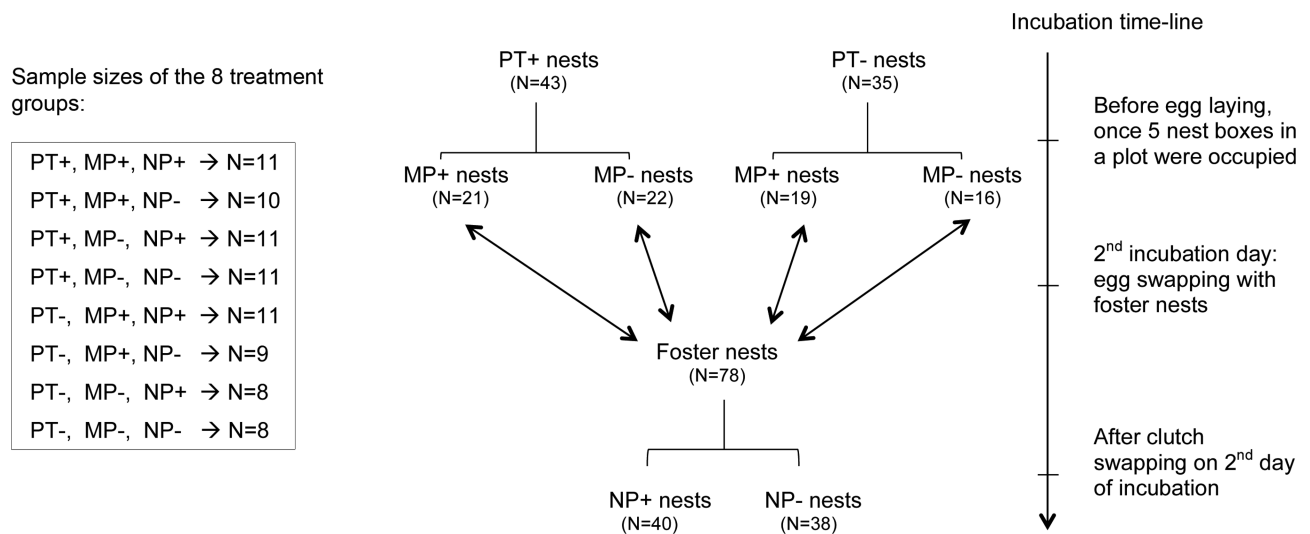 Sample sizes of the 8 treatment
groups:
PT+, MP+, NP+ → N=11
PT+, MP+, NP- → N=10
PT+, MP-, NP+ → N=11
PT+, MP-, NP- → N=11
PT-, MP+, NP+ → N=11
PT-, MP+, NP- → N=9
PT-, MP-, NP+ → N=8
PT-, MP-, NP- → N=8
PT+ nests
(N=43)
PT- nests
(N=35)
MP+ nests
(N=21)
MP- nests
(N=22)
MP+ nests
(N=19)
MP- nests
(N=16)
Foster nests
(N=78)
NP+ nests
(N=40)
NP- nests
(N=38)
Incubation time-line
Before egg laying,
once 5 nest boxes in
a plot were occupied
2nd incubation day:
egg swapping with
foster nests
After clutch
swapping on 2nd day
of incubation